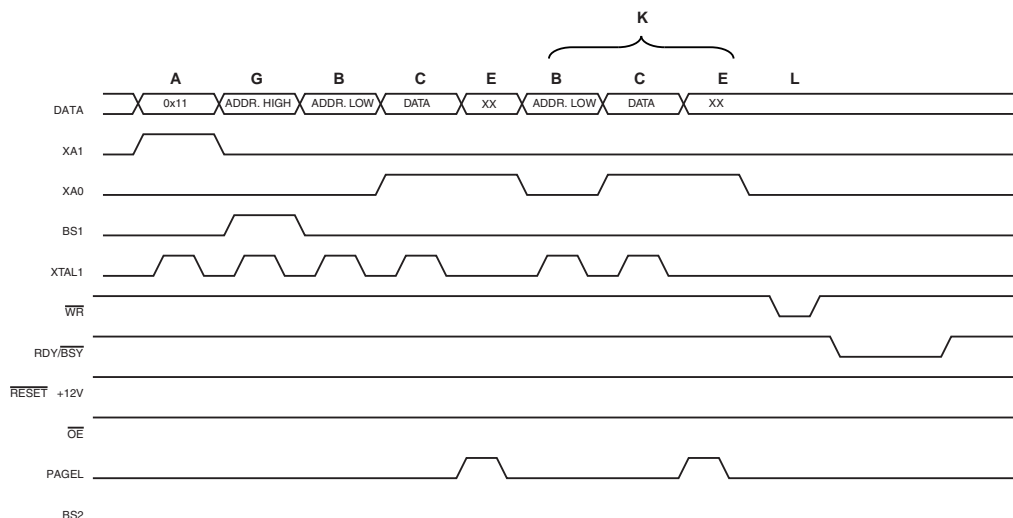 K
A G B C E B C E L
DATA 0x11 ADDR. HIGH ADDR. LOW DATA XX ADDR. LOW DATA XX
XA1
XA0
BS1
XTAL1
WR
RDY/BSY
RESET +12V
OE
PAGEL
BS2